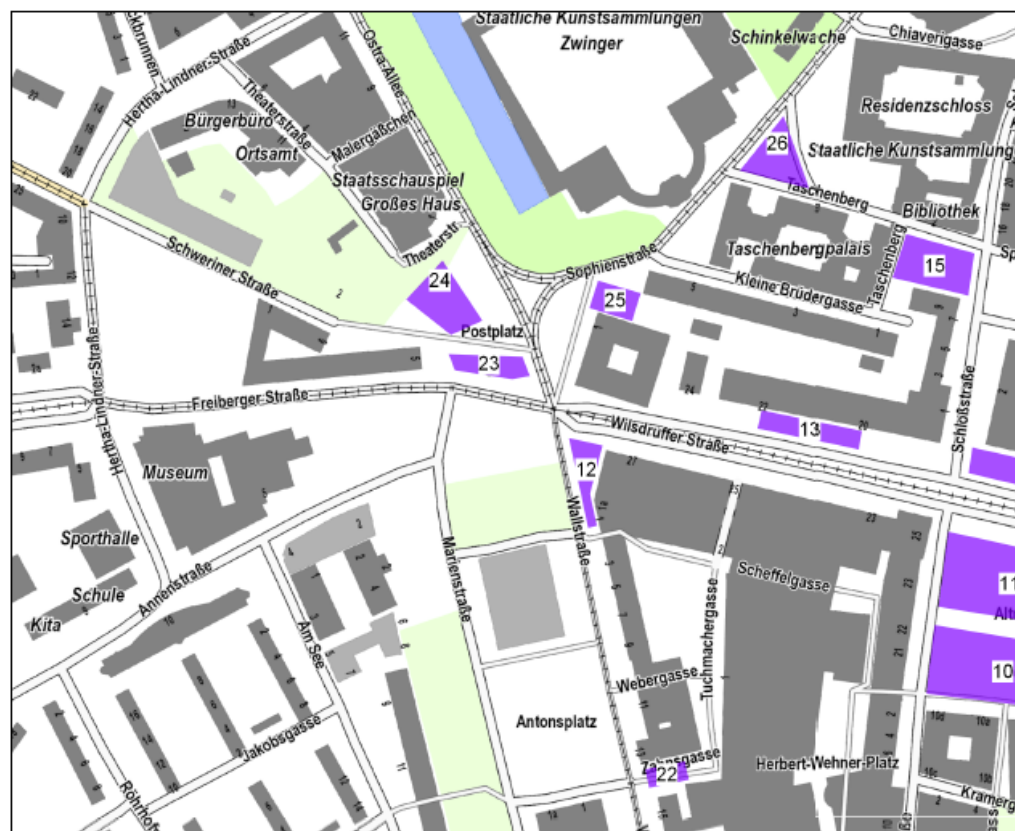 Staatliche Kunstsammlungen
Zwinger
Schinkelwache
Chiaverigasse
Hertha-Lindner-Straße
Ostra-Allee
Theaterstraße
Bürgerbüro
Ortsamt
Malergäßchen
Residenzschloss
26
Staatliche Kunstsammlung
Staatsschauspiel
Großes Haus
Taschenberg
Bibliothek
Theaterstr.
Taschenbergpalais
Taschenberg
15
Sophienstraße
Schweriner Straße
24
25
Kleine Brüdergasse
Postplatz
23
Hertha-Lindner-Straße
Freiberger Straße
13
Wilsdruffer Straße
Schloßstraße
Museum
12
Wallstraße
Sporthalle
Schule
Kita
Annenstraße
Marienstraße
Scheffelgasse
11
Am See
Tuchmachergasse
10
Webergasse
Antonsplatz
Jakobsgasse
Zahnsgasse
22
Herbert-Wehner-Platz
Röhrhof
Kramerg